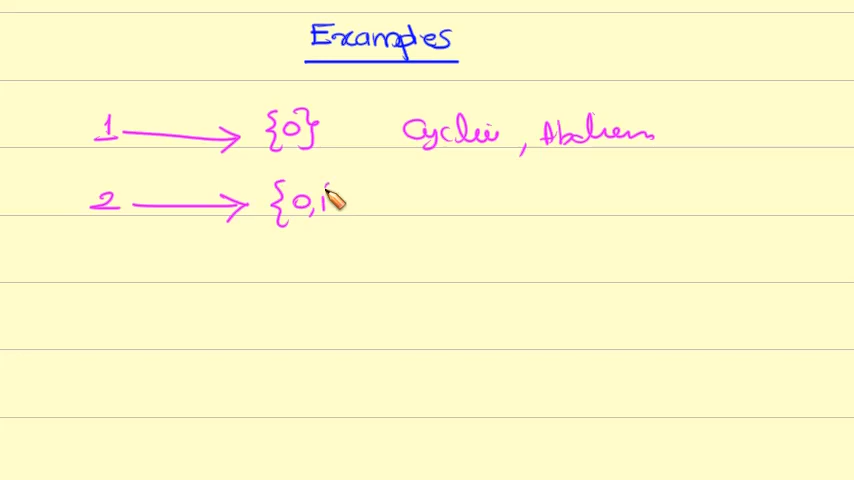 Examples
1 → {0} Cyclic, Abelian
2 → {0,1